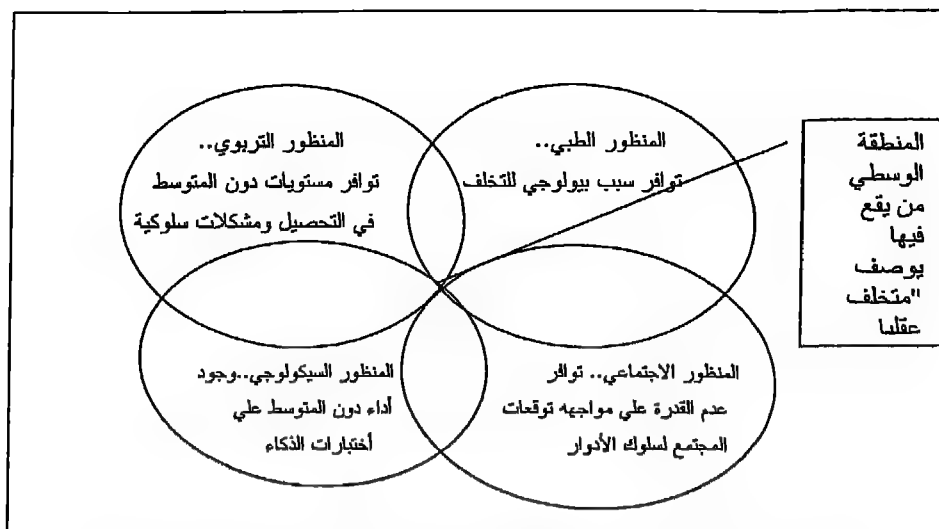 المنظور الطبي..
توافر سبب بيولوجي للتخلف
المنظور التربوي..
توافر مستويات دون المتوسط
في التحصيل ومشكلات سلوكية
المنطقة
الوسطي
من يقع
فيها
يوصف
"متخلف
عقليا
المنظور الاجتماعي.. توافر
عدم القدرة علي مواجهه توقعات
المجتمع لسلوك الأدوار
المنظور السيكولوجي..وجود
أداء دون المتوسط علي
أختبارات الذكاء